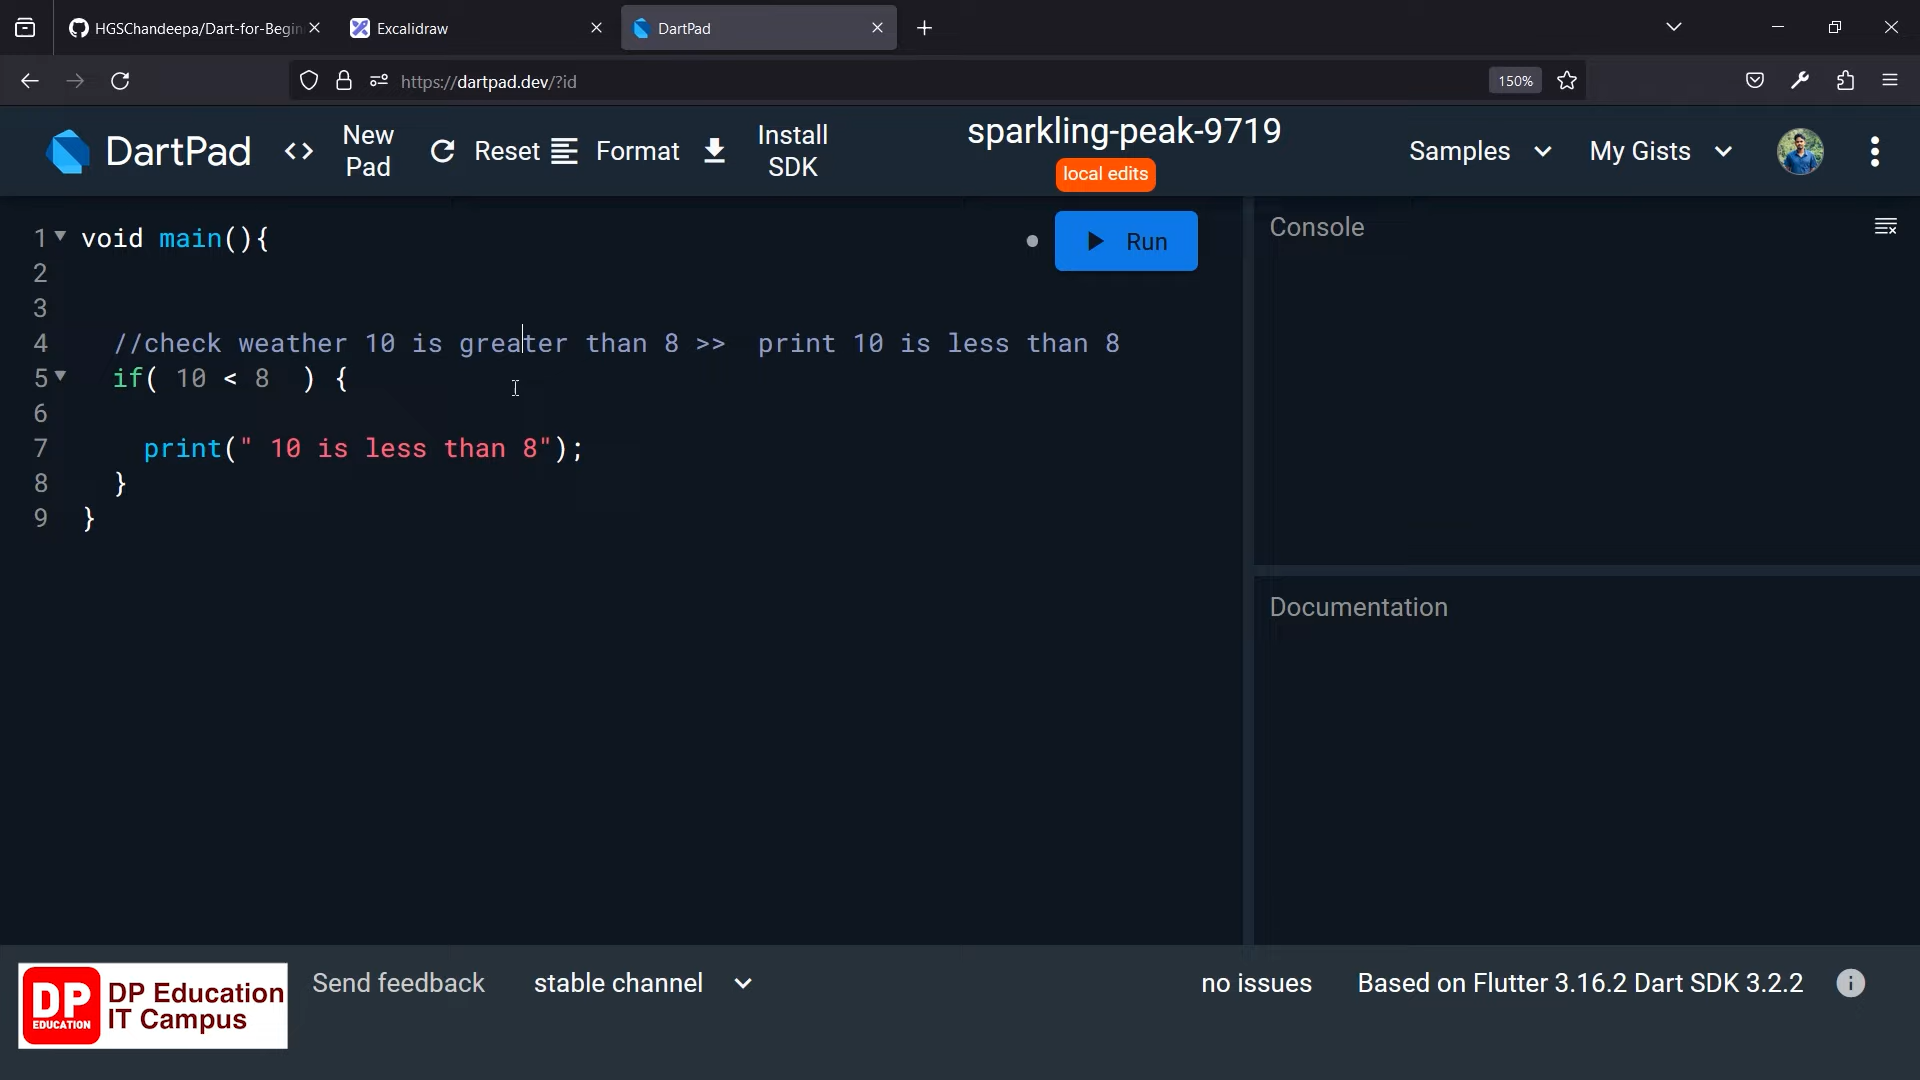 HGSChandeepa/Dart-for-Begin
Excalidraw
DartPad
https://dartpad.dev/?id
150%
DartPad
New Pad
Reset
Format
Install SDK
sparkling-peak-9719
local edits
Samples
My Gists
1 void main(){
Run
2
3
4 //check weather 10 is greater than 8 >>  print 10 is less than 8
5 if( 10 < 8  ) {
6
7 print(" 10 is less than 8");
8 }
9 }
Console
Documentation
DP EDUCATION
DP Education
IT Campus
Send feedback
stable channel
no issues
Based on Flutter 3.16.2 Dart SDK 3.2.2